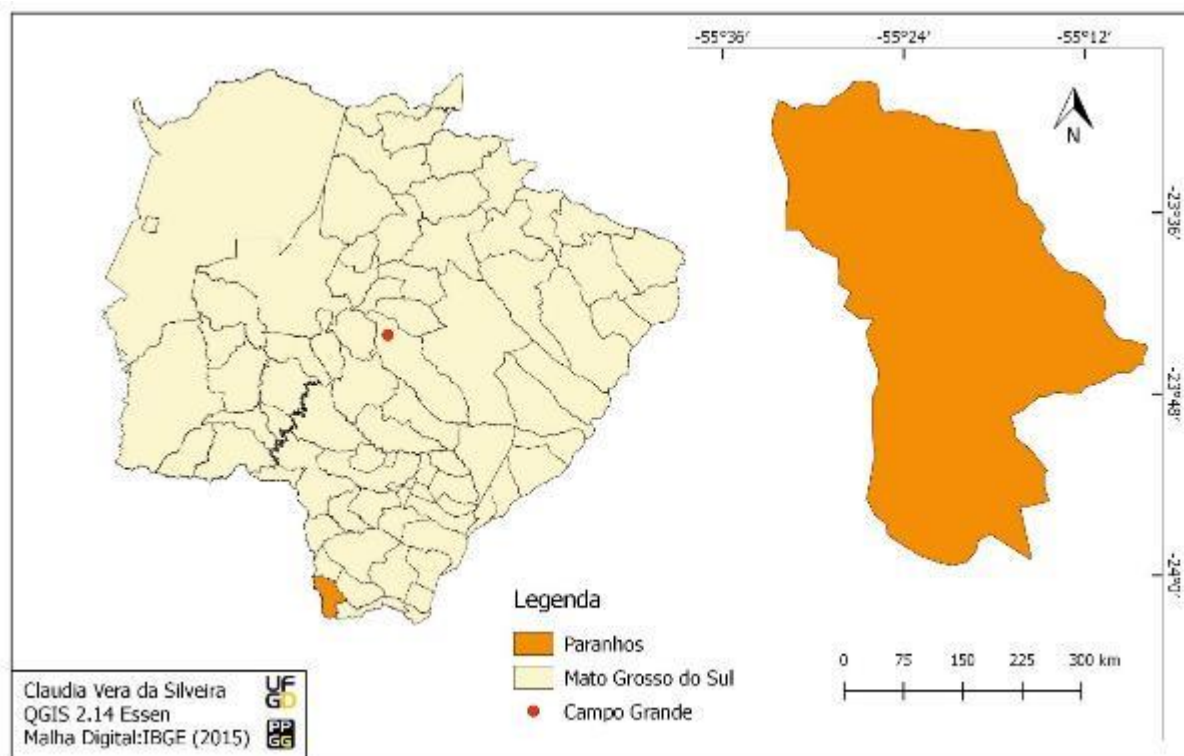 -55°36′ -55°24′ -55°12′
N
-23°36′
-23°48′
-24°0′
Legenda
Paranhos
Mato Grosso do Sul
Campo Grande
0 75 150 225 300 km
Claudia Vera da Silveira
QGIS 2.14 Essen
Malha Digital:IBGE (2015)
UF
GD
PP
GG